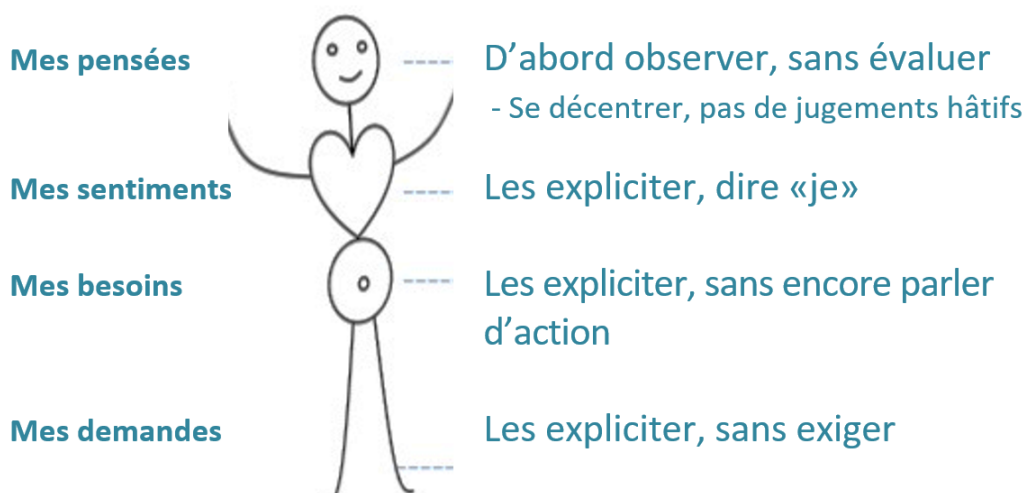 Mes pensées
D’abord observer, sans évaluer
- Se décentrer, pas de jugements hâtifs
Mes sentiments
Les expliciter, dire «je»
Mes besoins
Les expliciter, sans encore parler
d’action
Mes demandes
Les expliciter, sans exiger